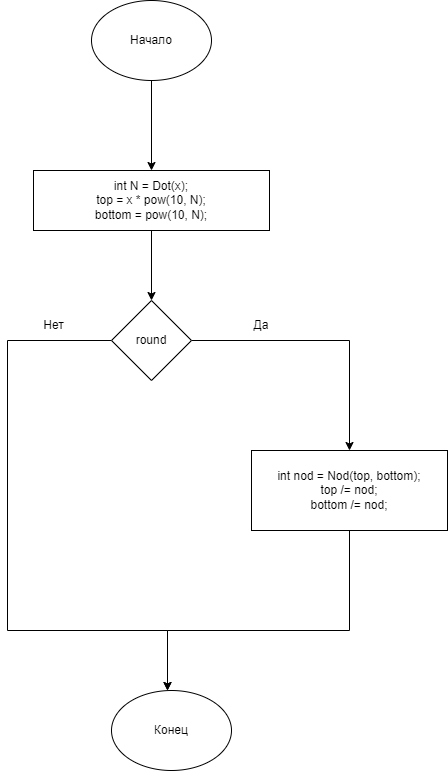 Начало
int N = Dot(x);
top = x * pow(10, N);
bottom = pow(10, N);
Нет
Да
round
int nod = Nod(top, bottom);
top /= nod;
bottom /= nod;
Конец